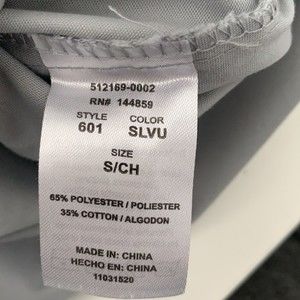 512169-0002
RN# 144859
STYLE COLOR
601 SLVU
SIZE
S/CH
65% POLYESTER / POLIESTER
35% COTTON / ALGODON
MADE IN: CHINA
HECHO EN: CHINA
11031520